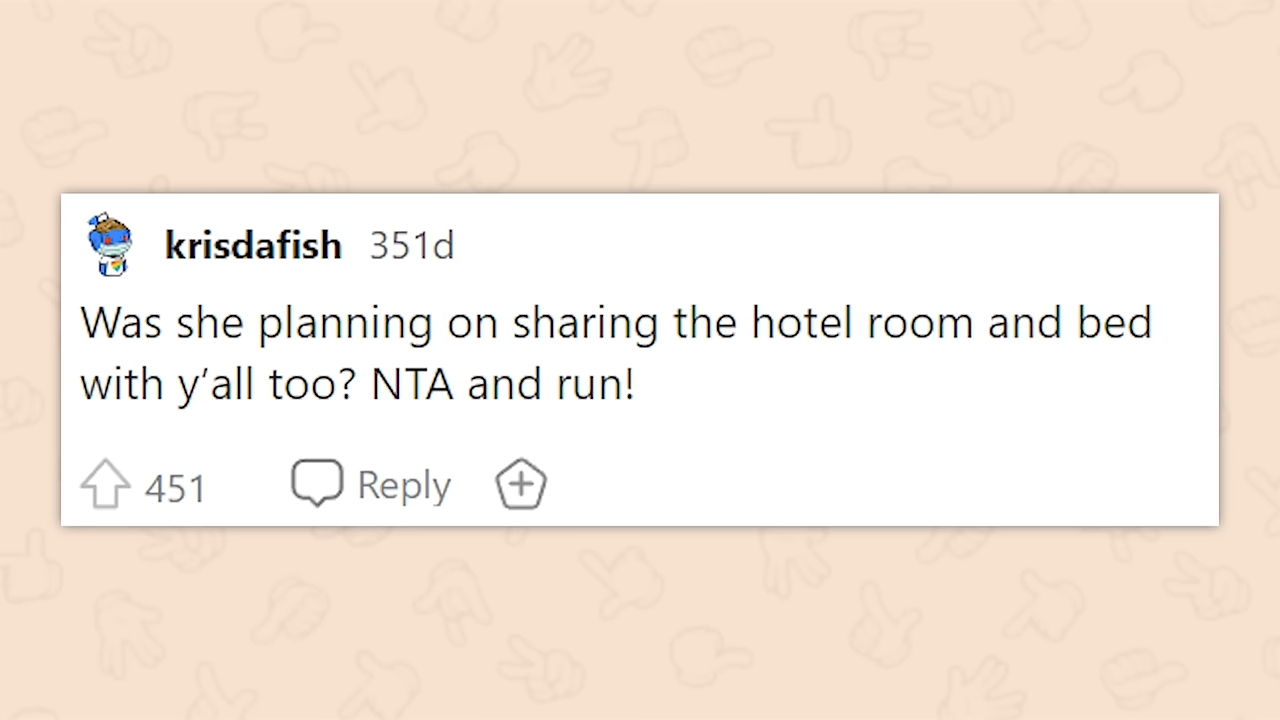 krisdafish 351d
Was she planning on sharing the hotel room and bed
with y’all too? NTA and run!
451 Reply